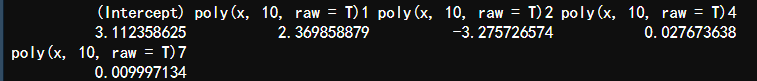 (Intercept) poly(x, 10, raw = T)1 poly(x, 10, raw = T)2 poly(x, 10, raw = T)4
3.112358625 2.369858879 -3.275726574 0.027673638
poly(x, 10, raw = T)7
0.009997134